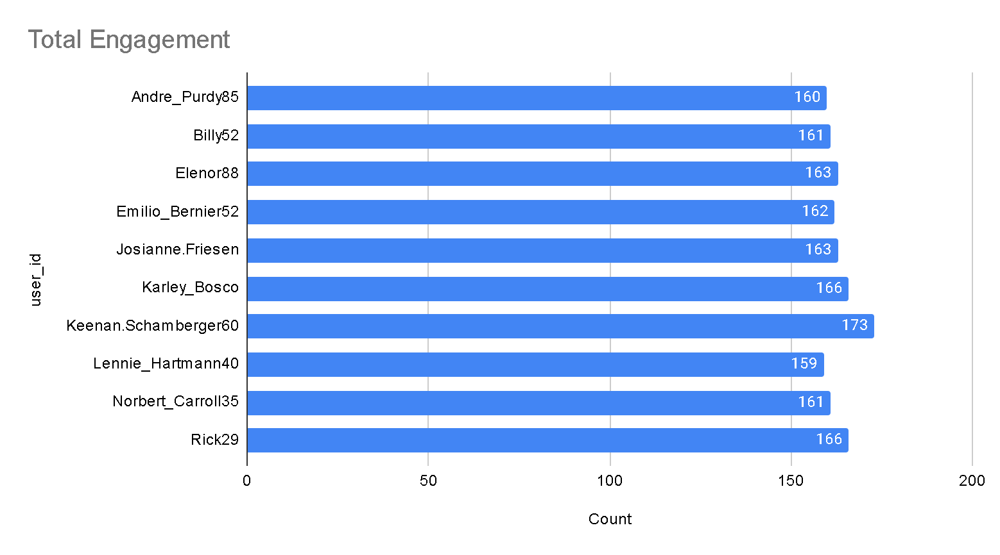 Total Engagement
user_id
Andre_Purdy85 160
Billy52 161
Elenor88 163
Emilio_Bernier52 162
Josianne.Friesen 163
Karley_Bosco 166
Keenan.Schamberger60 173
Lennie_Hartmann40 159
Norbert_Carroll35 161
Rick29 166
0 50 100 150 200
Count